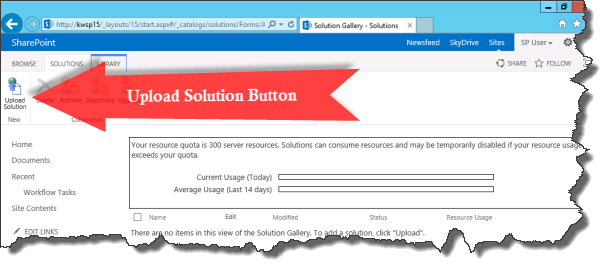 http://kwsp15/_layouts/15/start.aspx#/_catalogs/solutions/Forms/A
Solution Gallery - Solutions
SharePoint
Newsfeed SkyDrive Sites SP User
BROWSE SOLUTIONS LIBRARY
SHARE FOLLOW
Upload Solution Button
Upload
Solution
Activate Deactivate
New
Your resource quota is 300 server resources. Solutions can consume resources and may be temporarily disabled if your resource usage
exceeds your quota.
Home
Documents
Recent
Workflow Tasks
Site Contents
EDIT LINKS
Current Usage (Today)
Average Usage (Last 14 days)
Name Edit Modified Status Resource Usage
There are no items in this view of the Solution Gallery. To add a solution, click "Upload".